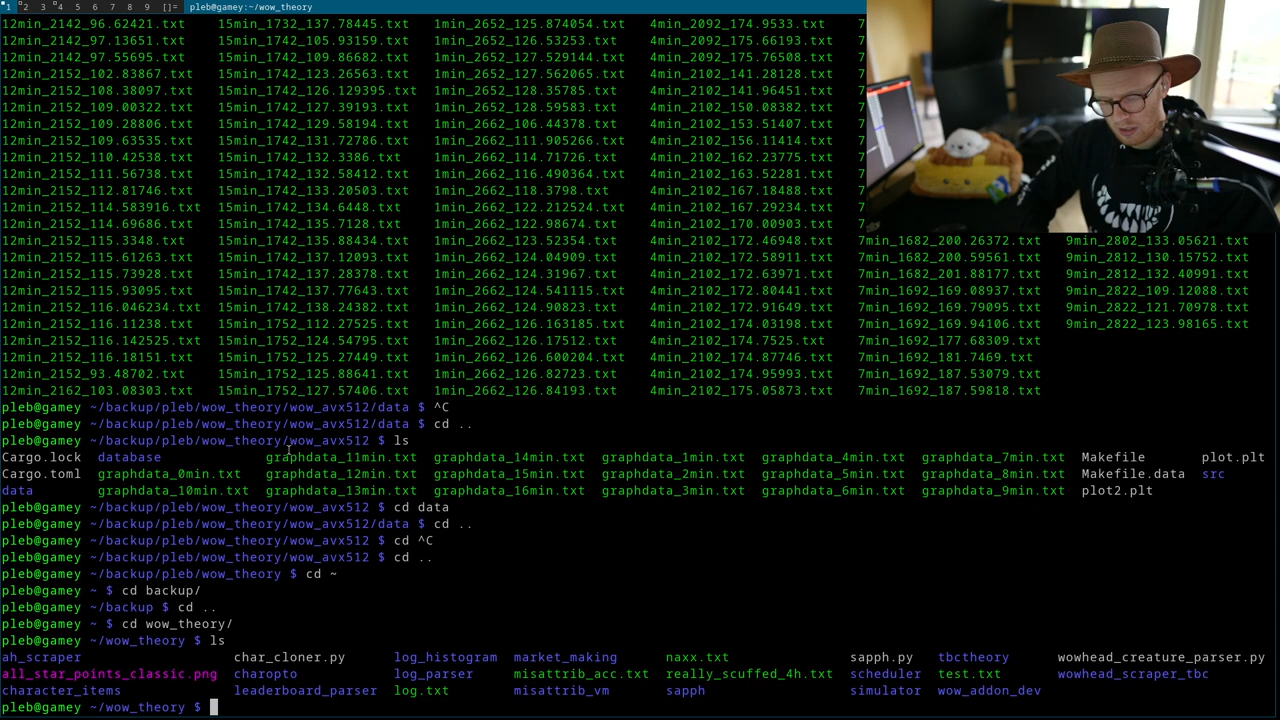 1 2 3 4 5 6 7 8 9 []= pleb@gamey:~/wow_theory
12min_2142_96.62421.txt 15min_1732_137.78445.txt 1min_2652_125.874054.txt 4min_2092_174.9533.txt 7
12min_2142_97.13651.txt 15min_1742_105.93159.txt 1min_2652_126.53253.txt 4min_2092_175.66193.txt 7
12min_2142_97.55695.txt 15min_1742_109.86682.txt 1min_2652_127.529144.txt 4min_2092_175.76508.txt 7
12min_2152_102.83867.txt 15min_1742_123.26563.txt 1min_2652_127.562065.txt 4min_2102_141.28128.txt 7
12min_2152_108.38097.txt 15min_1742_126.129395.txt 1min_2652_128.35785.txt 4min_2102_141.96451.txt 7
12min_2152_109.00322.txt 15min_1742_127.39193.txt 1min_2652_128.59583.txt 4min_2102_150.08382.txt 7
12min_2152_109.28806.txt 15min_1742_129.58194.txt 1min_2662_106.44378.txt 4min_2102_153.51407.txt 7
12min_2152_109.63535.txt 15min_1742_131.72786.txt 1min_2662_111.905266.txt 4min_2102_156.11414.txt 7
12min_2152_110.42538.txt 15min_1742_132.3386.txt 1min_2662_114.71726.txt 4min_2102_162.23775.txt 7
12min_2152_111.56738.txt 15min_1742_132.58412.txt 1min_2662_116.490364.txt 4min_2102_163.52281.txt 7
12min_2152_112.81746.txt 15min_1742_133.20503.txt 1min_2662_118.3798.txt 4min_2102_167.18488.txt 7
12min_2152_114.583916.txt 15min_1742_134.6448.txt 1min_2662_122.212524.txt 4min_2102_167.29234.txt 7
12min_2152_114.69686.txt 15min_1742_135.7128.txt 1min_2662_122.98674.txt 4min_2102_170.00903.txt 7
12min_2152_115.3348.txt 15min_1742_135.88434.txt 1min_2662_123.52354.txt 4min_2102_172.46948.txt 7min_1682_200.26372.txt 9min_2802_133.05621.txt
12min_2152_115.61263.txt 15min_1742_137.12093.txt 1min_2662_124.04909.txt 4min_2102_172.58911.txt 7min_1682_200.59561.txt 9min_2812_130.15752.txt
12min_2152_115.73928.txt 15min_1742_137.28378.txt 1min_2662_124.31967.txt 4min_2102_172.63971.txt 7min_1682_201.88177.txt 9min_2812_132.40991.txt
12min_2152_115.93095.txt 15min_1742_137.77643.txt 1min_2662_124.541115.txt 4min_2102_172.80441.txt 7min_1692_169.08937.txt 9min_2822_109.12088.txt
12min_2152_116.046234.txt 15min_1742_138.24382.txt 1min_2662_124.90823.txt 4min_2102_172.91649.txt 7min_1692_169.79095.txt 9min_2822_121.70978.txt
12min_2152_116.11238.txt 15min_1752_112.27525.txt 1min_2662_126.163185.txt 4min_2102_174.03198.txt 7min_1692_169.94106.txt 9min_2822_123.98165.txt
12min_2152_116.142525.txt 15min_1752_124.54795.txt 1min_2662_126.17512.txt 4min_2102_174.7525.txt 7min_1692_177.68309.txt
12min_2152_116.18151.txt 15min_1752_125.27449.txt 1min_2662_126.600204.txt 4min_2102_174.87746.txt 7min_1692_181.7469.txt
12min_2152_93.48702.txt 15min_1752_125.88641.txt 1min_2662_126.82723.txt 4min_2102_174.95993.txt 7min_1692_187.53079.txt
12min_2162_103.08303.txt 15min_1752_127.57406.txt 1min_2662_126.84193.txt 4min_2102_175.05873.txt 7min_1692_187.59818.txt
pleb@gamey ~/backup/pleb/wow_theory/wow_avx512/data $ ^C
pleb@gamey ~/backup/pleb/wow_theory/wow_avx512/data $ cd ..
pleb@gamey ~/backup/pleb/wow_theory/wow_avx512 $ ls
Cargo.lock database graphdata_11min.txt graphdata_14min.txt graphdata_1min.txt graphdata_4min.txt graphdata_7min.txt Makefile plot.plt
Cargo.toml graphdata_0min.txt graphdata_12min.txt graphdata_15min.txt graphdata_2min.txt graphdata_5min.txt graphdata_8min.txt Makefile.data src
data graphdata_10min.txt graphdata_13min.txt graphdata_16min.txt graphdata_3min.txt graphdata_6min.txt graphdata_9min.txt plot2.plt
pleb@gamey ~/backup/pleb/wow_theory/wow_avx512 $ cd data
pleb@gamey ~/backup/pleb/wow_theory/wow_avx512/data $ cd ..
pleb@gamey ~/backup/pleb/wow_theory/wow_avx512 $ cd ^C
pleb@gamey ~/backup/pleb/wow_theory/wow_avx512 $ cd ..
pleb@gamey ~/backup/pleb/wow_theory $ cd ~
pleb@gamey ~ $ cd backup/
pleb@gamey ~/backup $ cd ..
pleb@gamey ~ $ cd wow_theory/
pleb@gamey ~/wow_theory $ ls
ah_scraper char_cloner.py log_histogram market_making naxx.txt sapph.py tbctheory wowhead_creature_parser.py
all_star_points_classic.png charopto log_parser misattrib_acc.txt really_scuffed_4h.txt scheduler test.txt wowhead_scraper_tbc
character_items leaderboard_parser log.txt misattrib_vm sapph simulator wow_addon_dev
pleb@gamey ~/wow_theory $